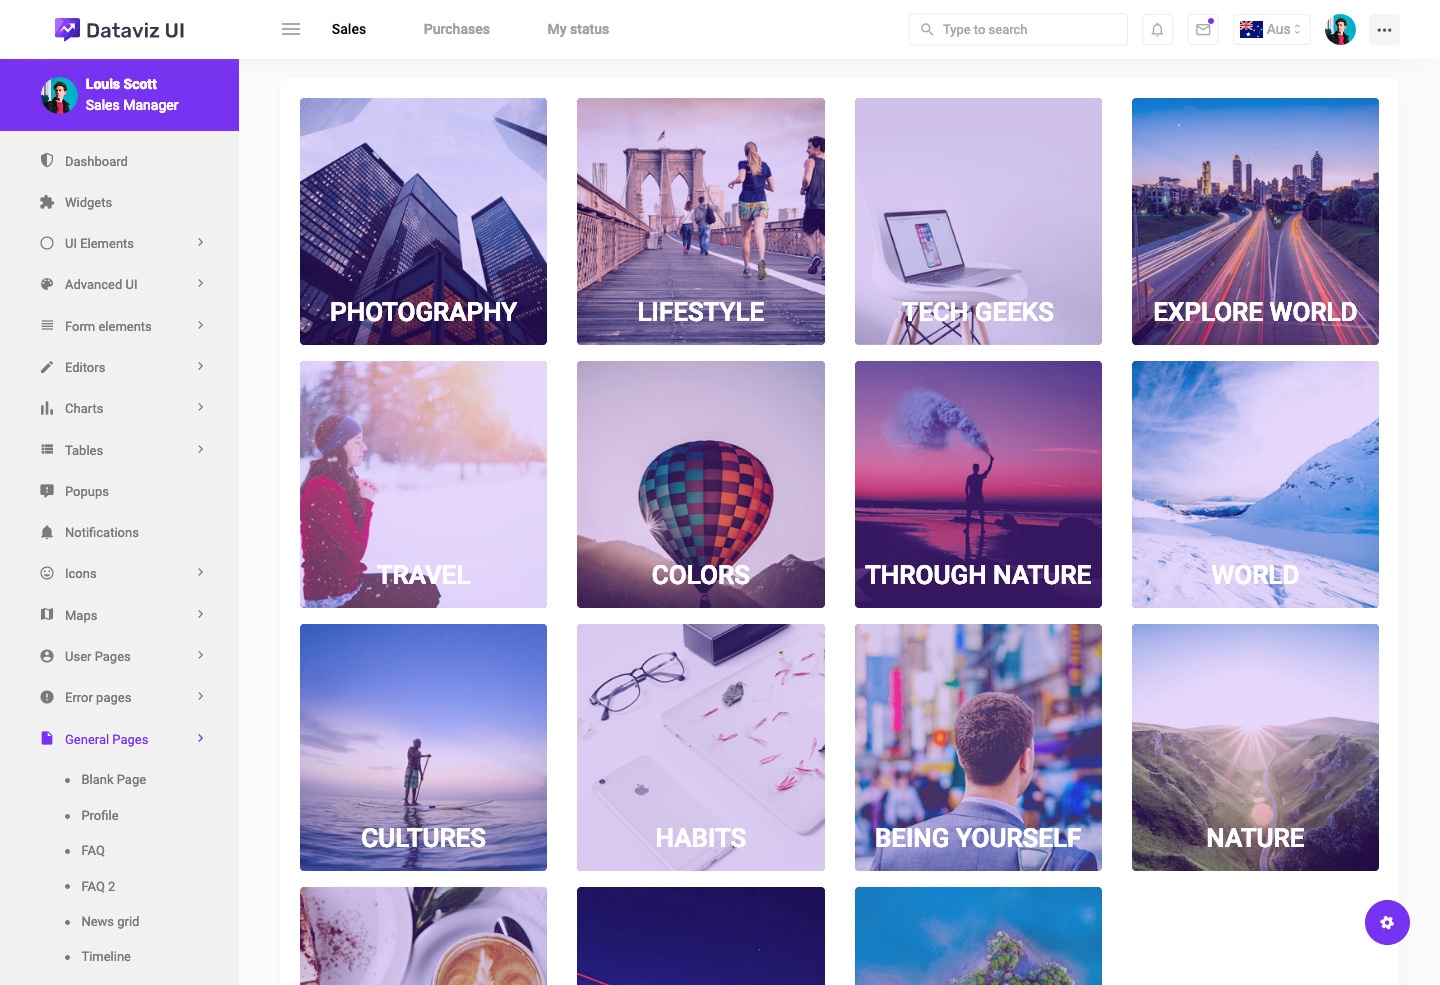 Dataviz UI
Sales
Purchases
My status
Type to search
Aus
Louis Scott
Sales Manager
Dashboard
Widgets
UI Elements
Advanced UI
Form elements
Editors
Charts
Tables
Popups
Notifications
Icons
Maps
User Pages
Error pages
General Pages
Blank Page
Profile
FAQ
FAQ 2
News grid
Timeline
PHOTOGRAPHY
LIFESTYLE
TECH GEEKS
EXPLORE WORLD
TRAVEL
COLORS
THROUGH NATURE
WORLD
CULTURES
HABITS
BEING YOURSELF
NATURE